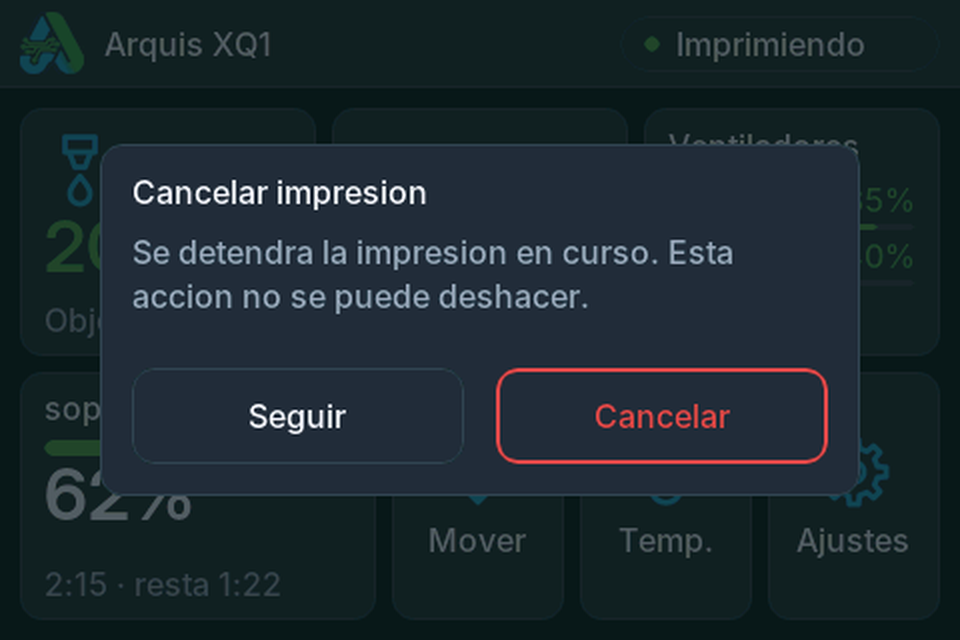 Arquis XQ1
Imprimiendo
Ventiladores
Cancelar impresion
Se detendra la impresion en curso. Esta
accion no se puede deshacer.
Seguir
Cancelar
62%
Mover
Temp.
Ajustes
2:15 · resta 1:22